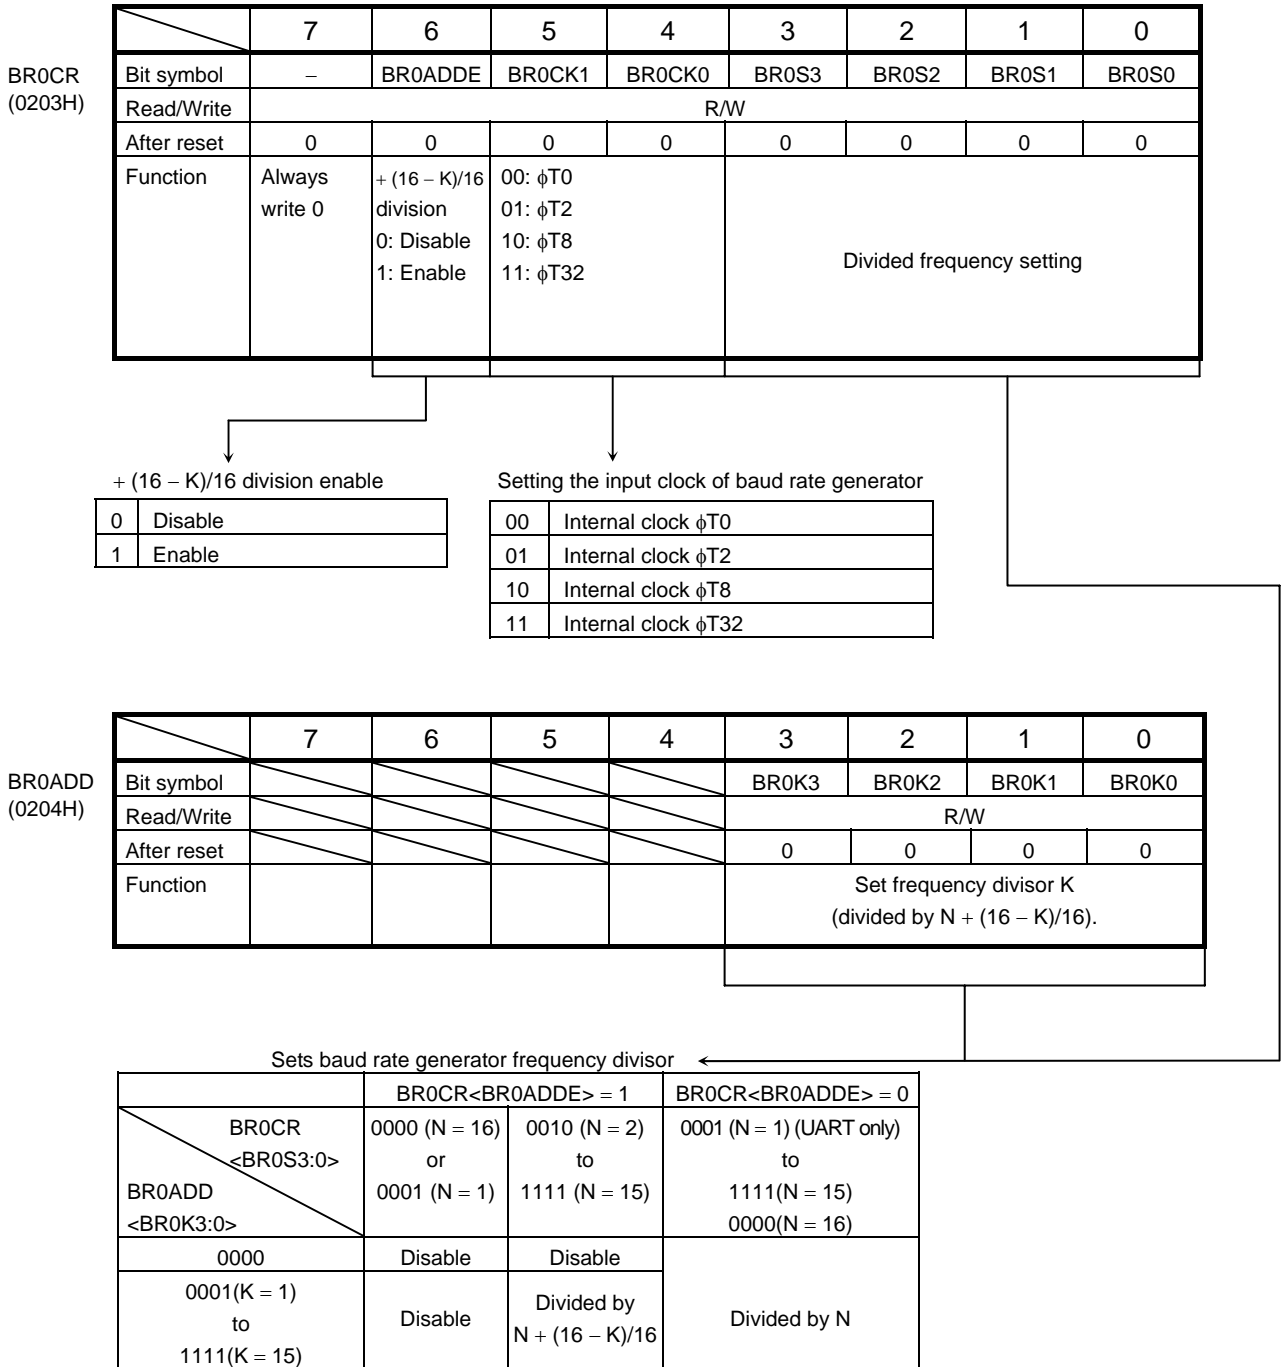 7 6 5 4 3 2 1 0
BR0CR
(0203H)
Bit symbol – BR0ADDE BR0CK1 BR0CK0 BR0S3 BR0S2 BR0S1 BR0S0
Read/Write R/W
After reset 0 0 0 0 0 0 0 0
Function Always + (16 – K)/16 00: ϕT0
write 0 division 01: ϕT2
0: Disable 10: ϕT8
1: Enable 11: ϕT32
Divided frequency setting
+ (16 – K)/16 division enable
0 Disable
1 Enable
Setting the input clock of baud rate generator
00 Internal clock ϕT0
01 Internal clock ϕT2
10 Internal clock ϕT8
11 Internal clock ϕT32
7 6 5 4 3 2 1 0
BR0ADD
(0204H)
Bit symbol BR0K3 BR0K2 BR0K1 BR0K0
Read/Write R/W
After reset 0 0 0 0
Function Set frequency divisor K
(divided by N + (16 – K)/16).
Sets baud rate generator frequency divisor
BR0CR<BR0ADDE> = 1 BR0CR<BR0ADDE> = 0
BR0CR
<BR0S3:0>
BR0ADD
<BR0K3:0>
0000 (N = 16)
or
0001 (N = 1)
0010 (N = 2)
to
1111 (N = 15)
0001 (N = 1) (UART only)
to
1111(N = 15)
0000(N = 16)
0000 Disable Disable
0001(K = 1)
to
1111(K = 15)
Disable
Divided by
N + (16 – K)/16
Divided by N